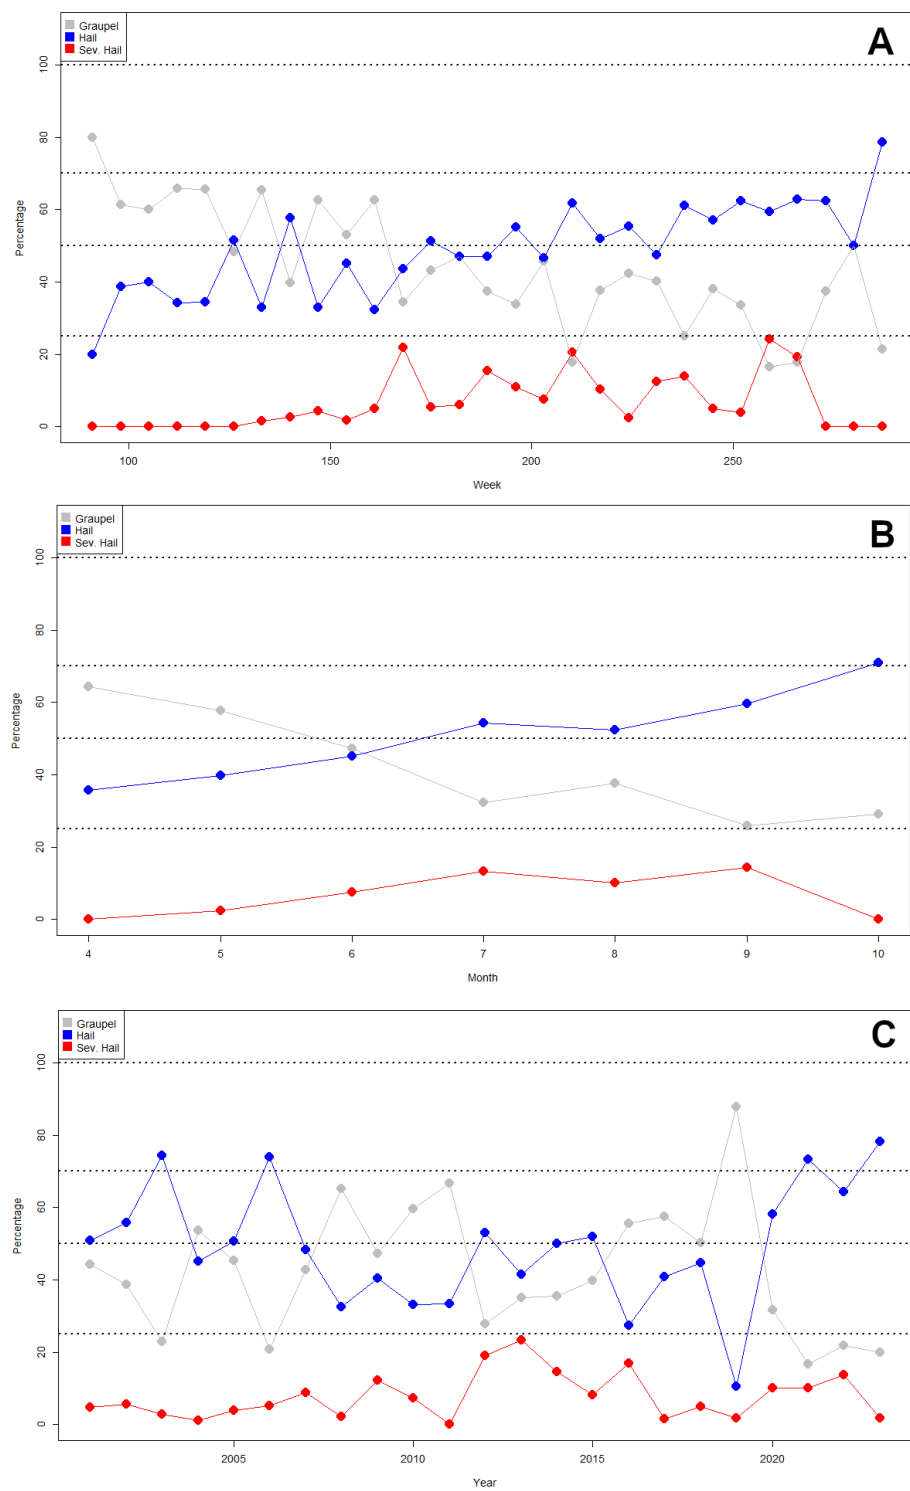 Graupel
Hail
Sev. Hail
A
Percentage
0 20 40 60 80 100
100 150 200 250
Week
Graupel
Hail
Sev. Hail
B
Percentage
0 20 40 60 80 100
4 5 6 7 8 9 10
Month
Graupel
Hail
Sev. Hail
C
Percentage
0 20 40 60 80 100
2005 2010 2015 2020
Year